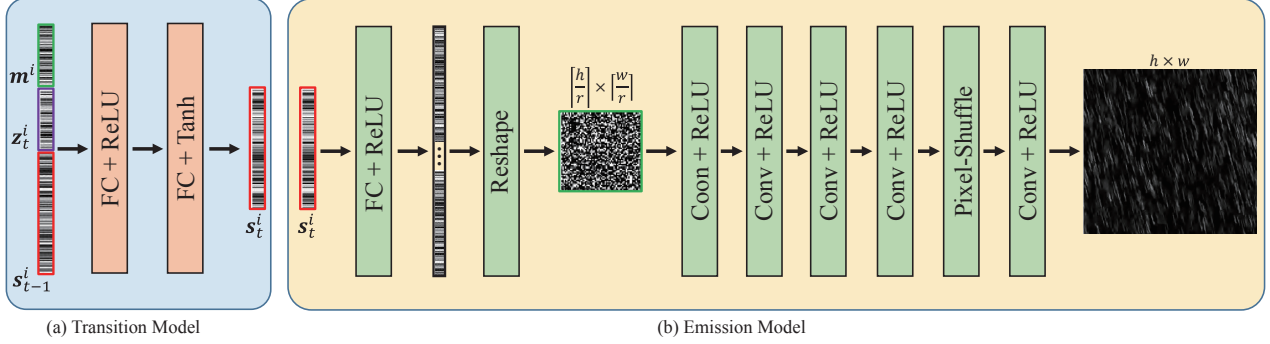 m^i
z_t^i
s_{t-1}^i
FC + ReLU
FC + Tanh
s_t^i
(a) Transition Model
s_t^i
FC + ReLU
Reshape
⌈h/r⌉ × ⌈w/r⌉
Coon + ReLU
Conv + ReLU
Conv + ReLU
Conv + ReLU
Pixel-Shuffle
Conv + ReLU
h × w
(b) Emission Model